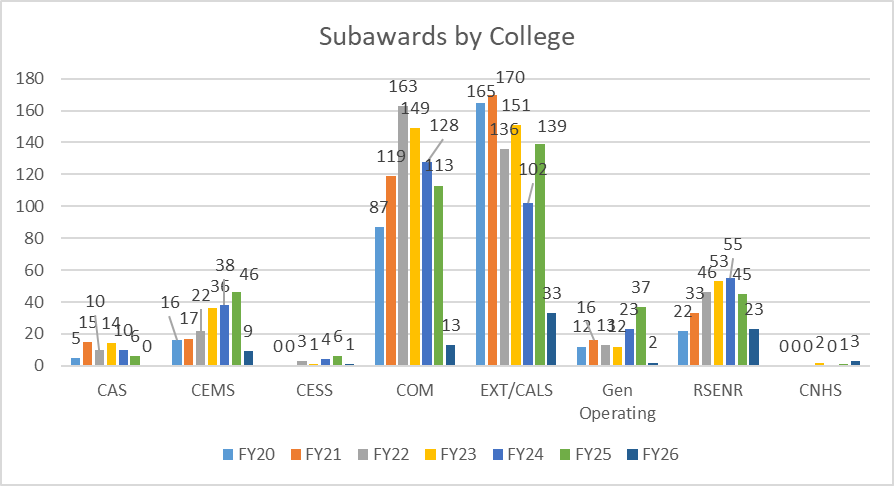 Subawards by College
180
160
140
120
100
80
60
40
20
0
5 15 10 14 10 6 0
16 17 22 36 38 46 9
0 0 3 1 4 6 1
87 119 163 149 128 113 13
165 170 136 151 102 139 33
12 16 13 12 23 37 2
22 33 46 53 55 45 23
0 0 0 2 0 1 3
CAS CEMS CESS COM EXT/CALS Gen RSENR CNHS
Operating
FY20 FY21 FY22 FY23 FY24 FY25 FY26